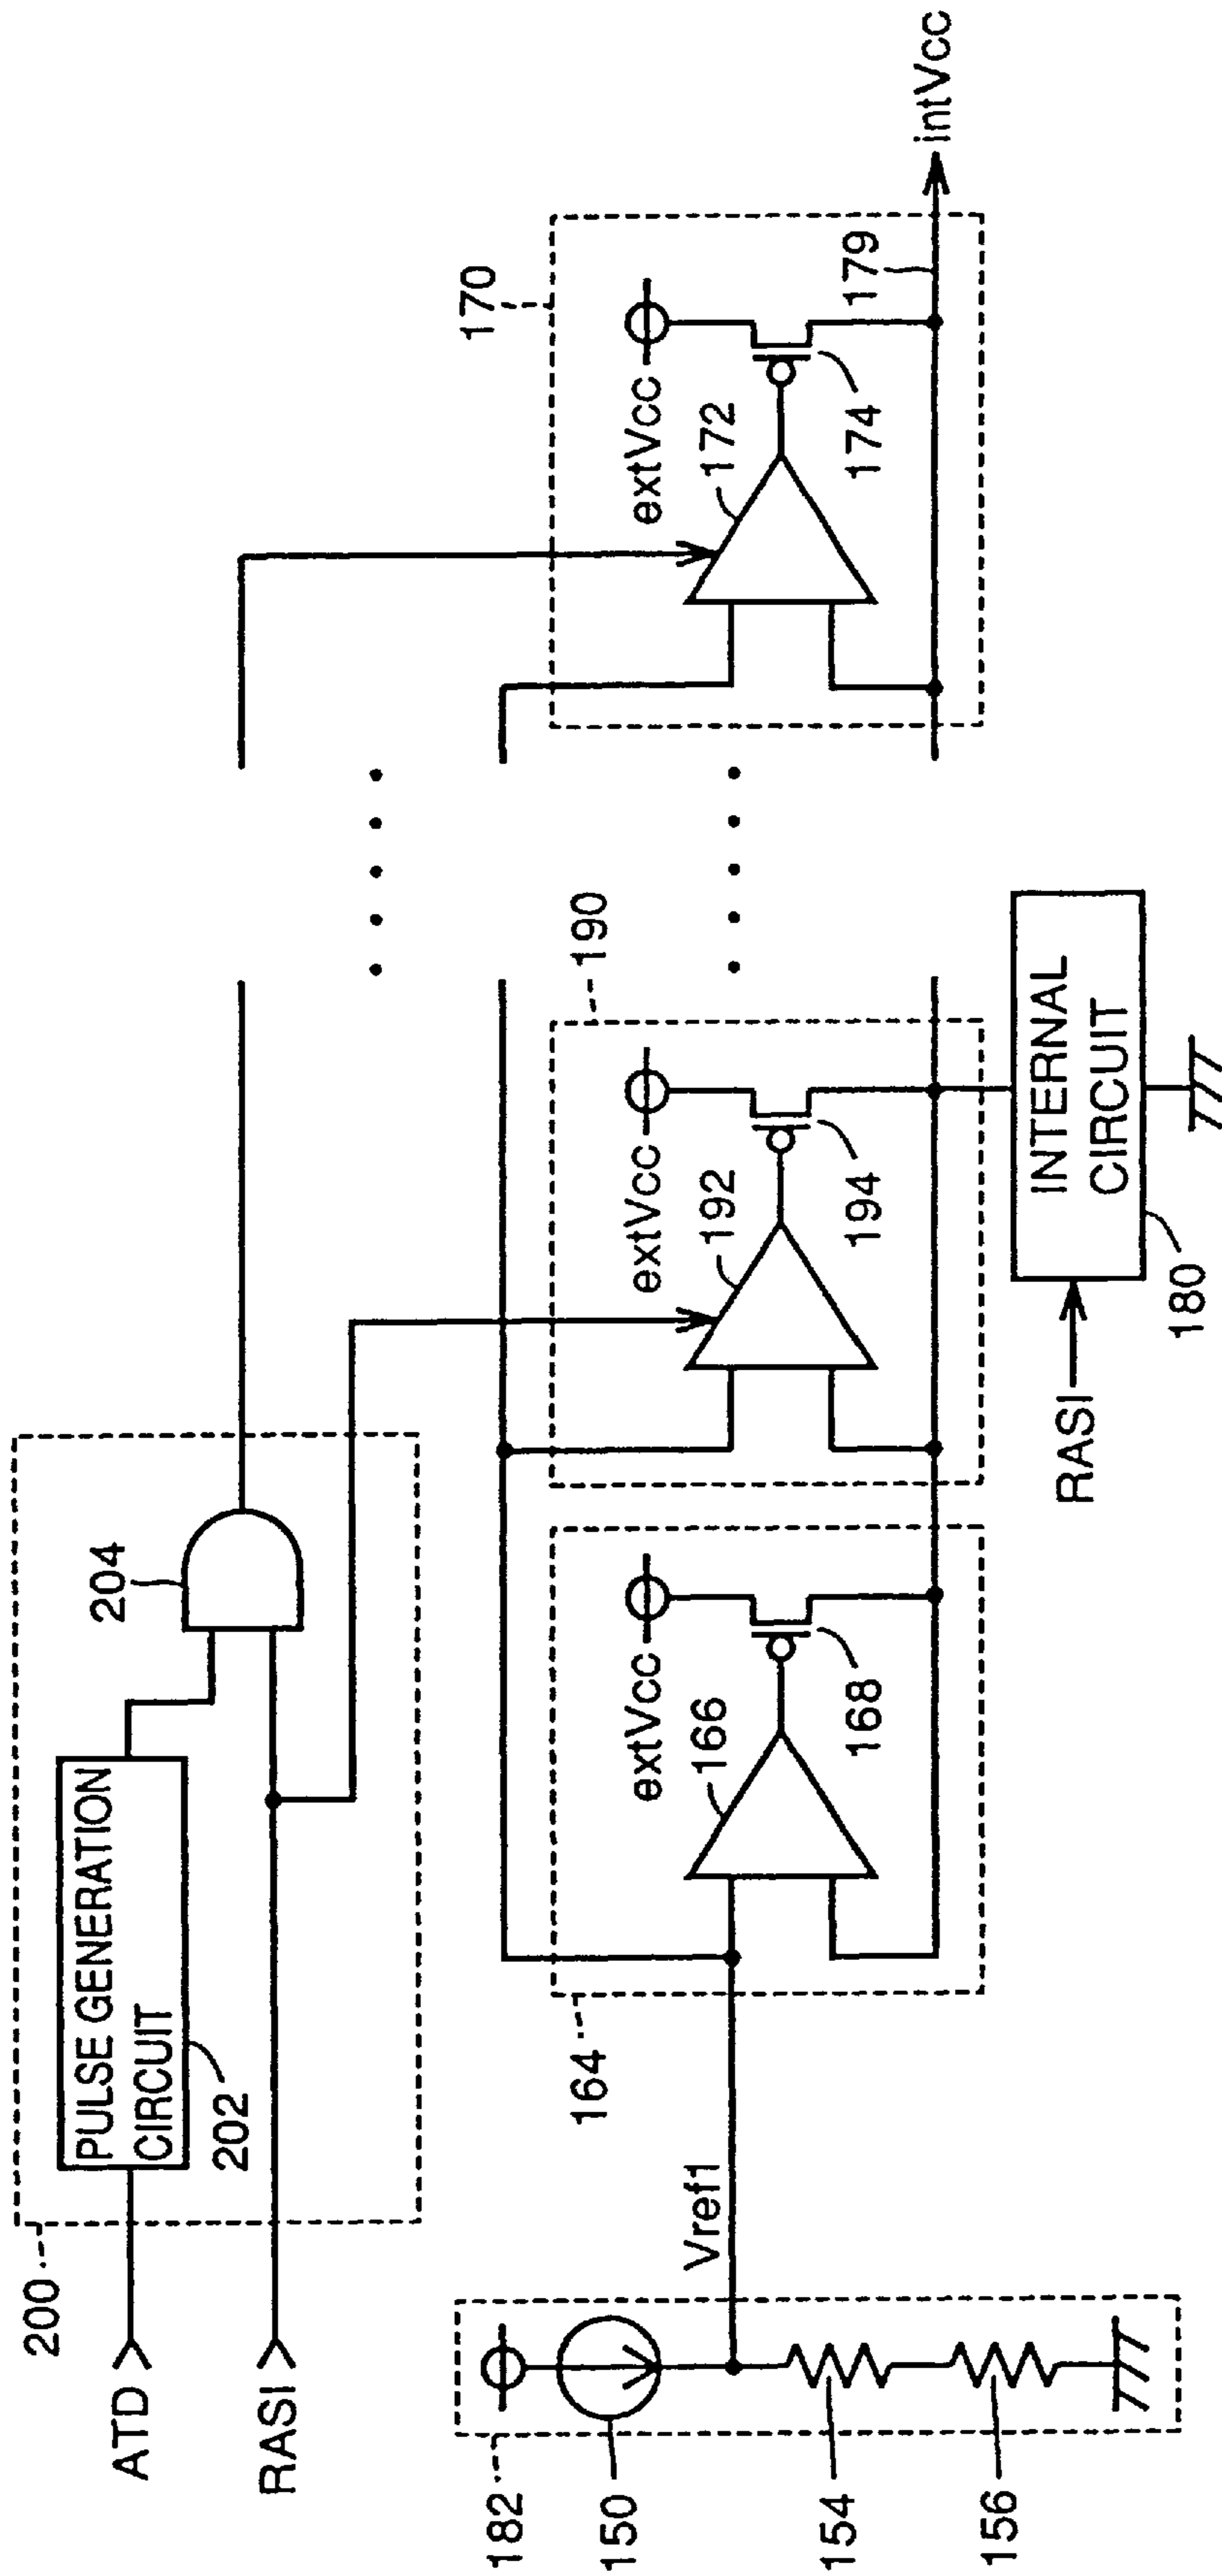 200
ATD
PULSE GENERATION
CIRCUIT
202
204
RASI
182
150
154
156
Vref1
164
extVcc
166
168
190
extVcc
192
194
170
extVcc
172
174
179
intVcc
RASI
INTERNAL
CIRCUIT
180